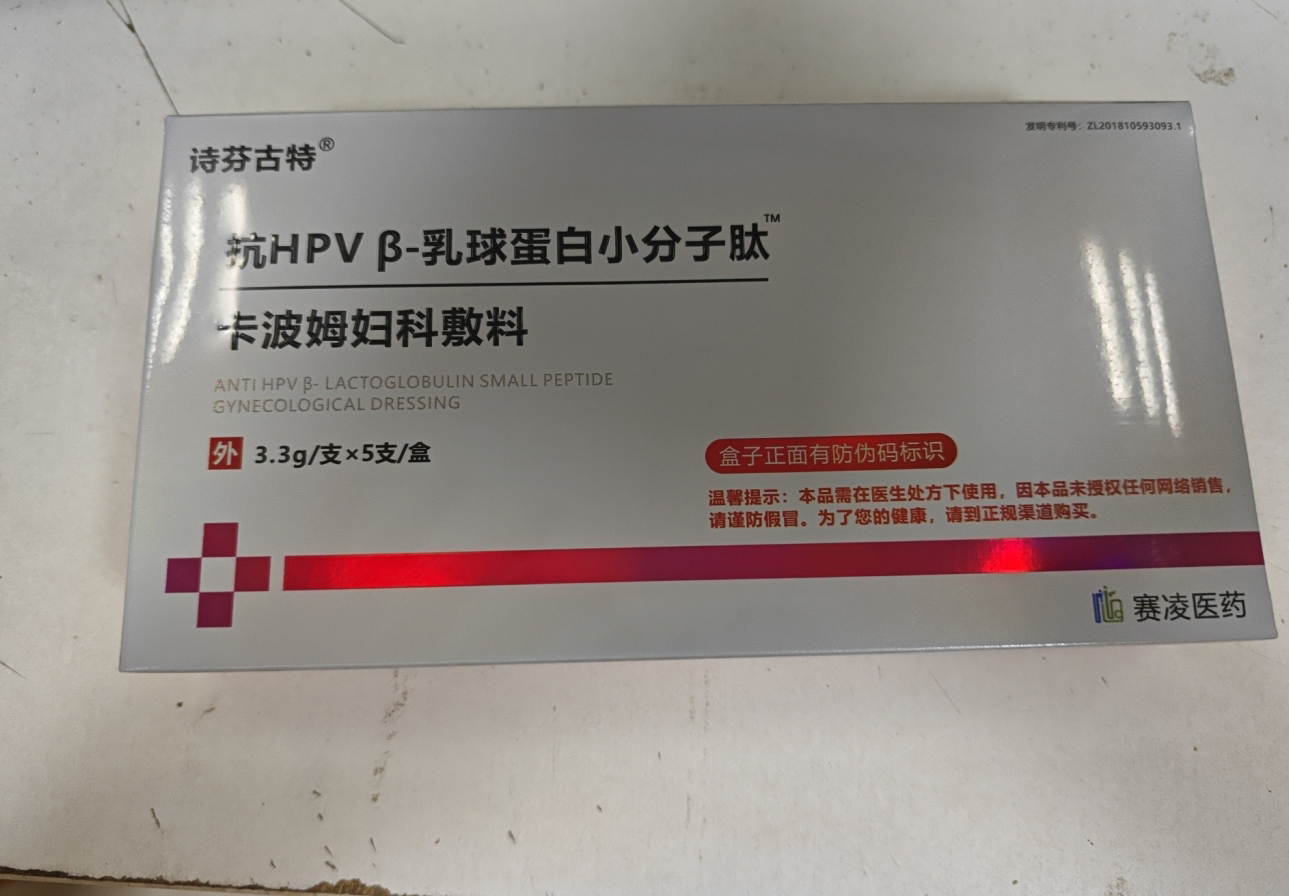 发明专利号：ZL201810593093.1
诗芬古特®
抗HPV β-乳球蛋白小分子肽™
卡波姆妇科敷料
ANTI HPV β- LACTOGLOBULIN SMALL PEPTIDE
GYNECOLOGICAL DRESSING
外 3.3g/支×5支/盒
盒子正面有防伪码标识
温馨提示：本品需在医生处方下使用，因本品未授权任何网络销售，
请谨防假冒。为了您的健康，请到正规渠道购买。
赛凌医药